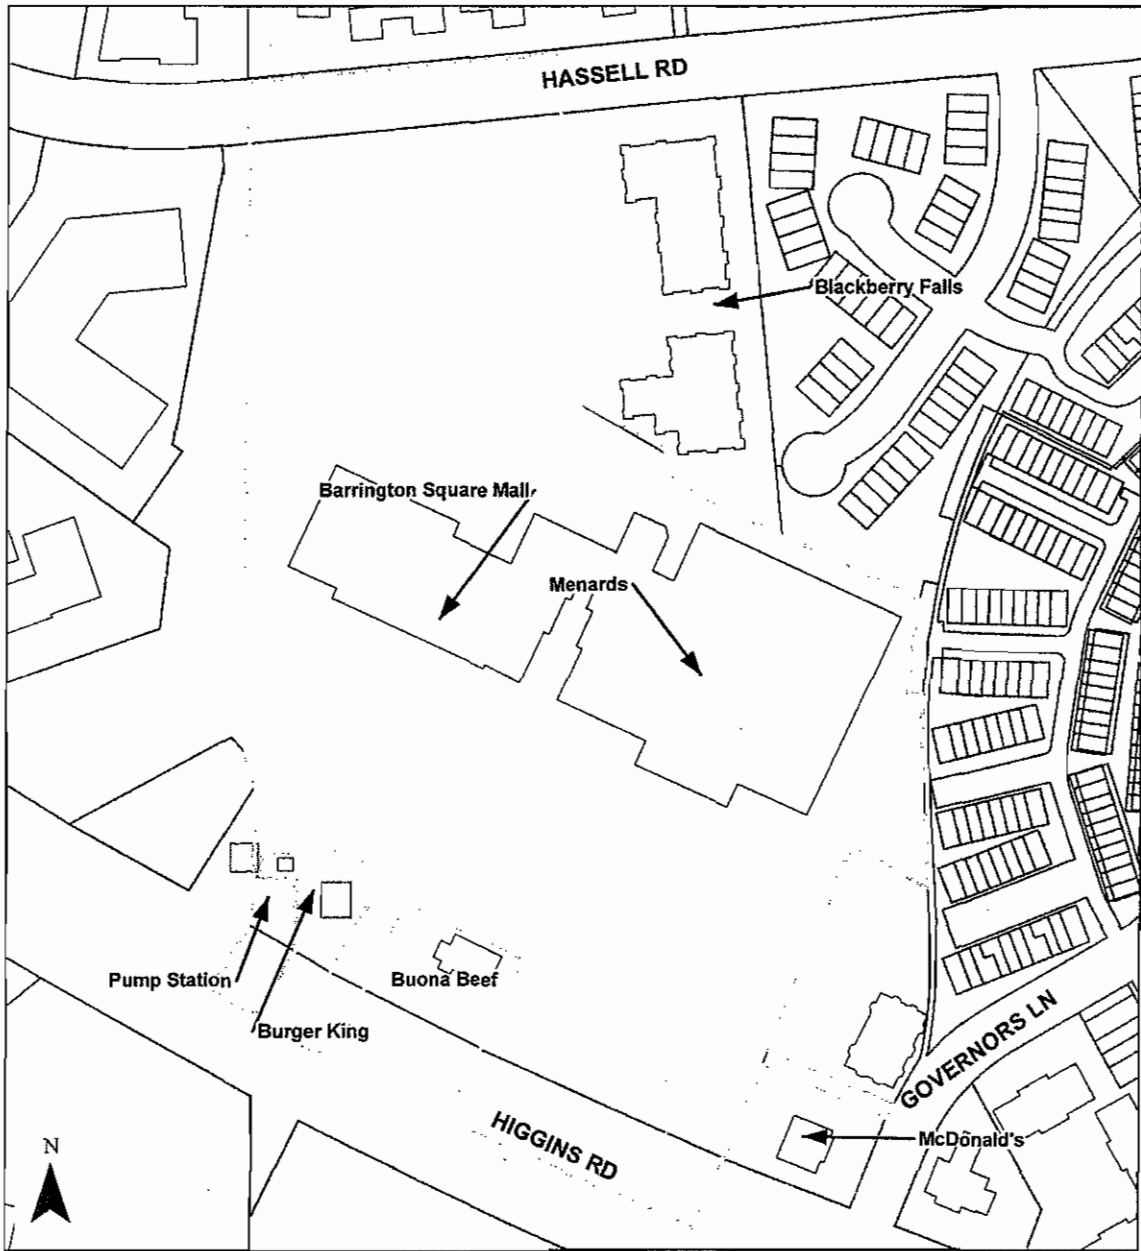 HASSELL RD
Blackberry Falls
Barrington Square Mall
Menards
Pump Station
Buona Beef
Burger King
GOVERNORS LN
HIGGINS RD
McDonald's
N